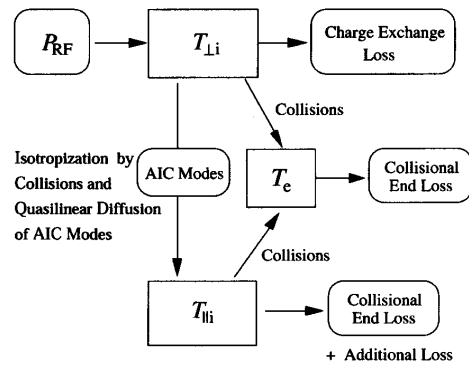 P_RF
T_⊥i
Charge Exchange
Loss
Collisions
Isotropization by
Collisions and
Quasilinear Diffusion
of AIC Modes
AIC Modes
T_e
Collisional
End Loss
Collisions
T_∥i
Collisional
End Loss
+ Additional Loss